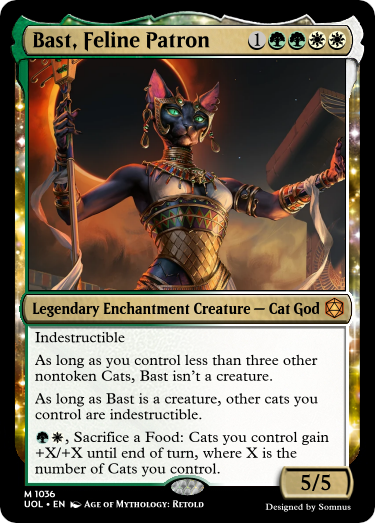 Bast, Feline Patron 1
Legendary Enchantment Creature — Cat God
Indestructible
As long as you control less than three other
nontoken Cats, Bast isn't a creature.
As long as Bast is a creature, other cats you
control are indestructible.
, Sacrifice a Food: Cats you control gain
+X/+X until end of turn, where X is the
number of Cats you control.
5/5
M 1036
UOL • EN Age of Mythology: Retold
Designed by Somnus